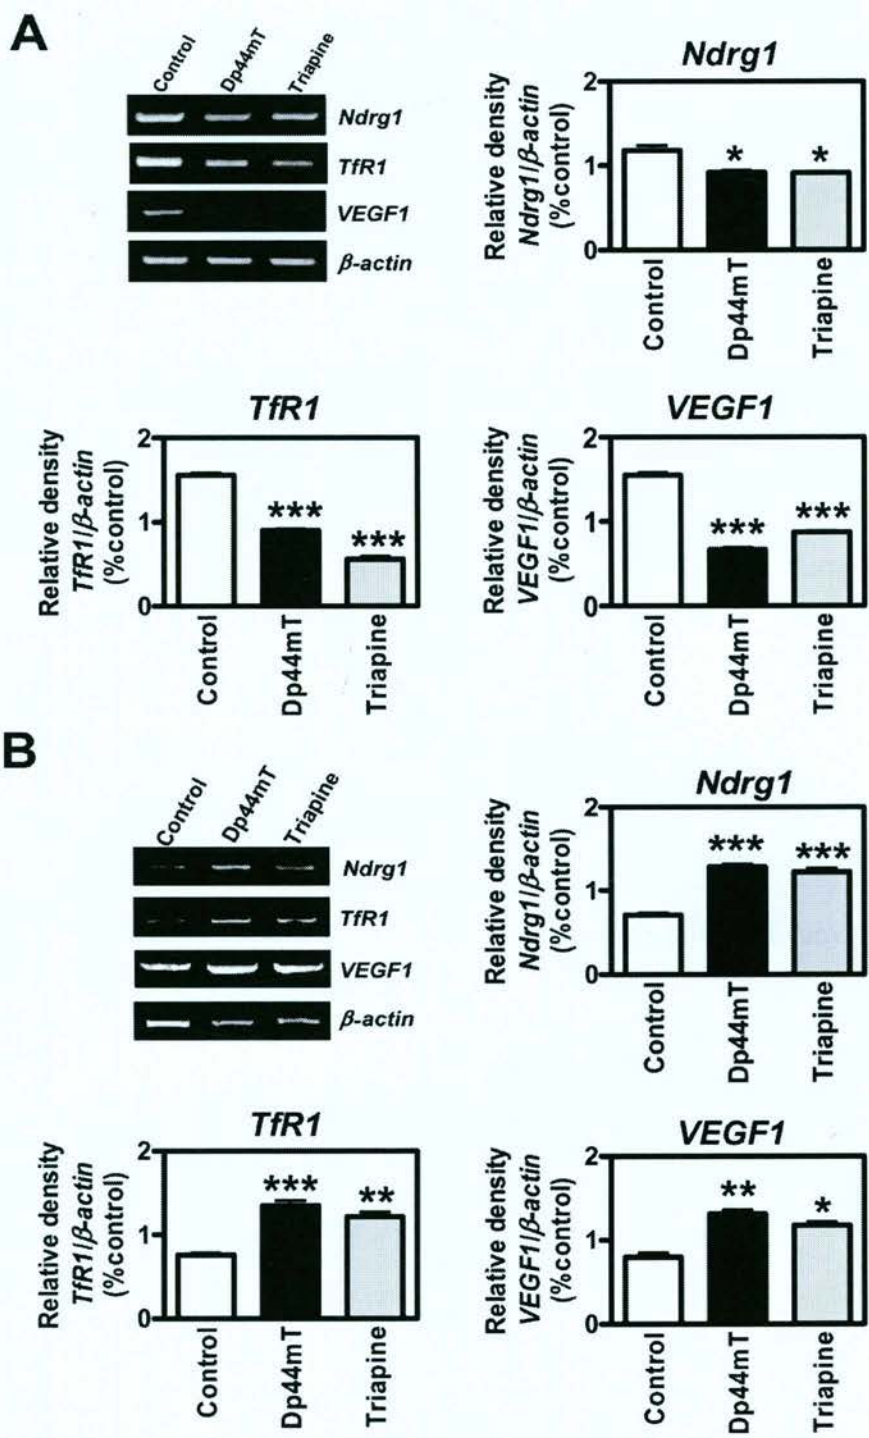 A
Control
Dp44mT
Triapine
Ndrg1
TfR1
VEGF1
β-actin
Ndrg1
Relative density
Ndrg1/β-actin
(%control)
2
1
0
*
*
Control
Dp44mT
Triapine
TfR1
Relative density
TfR1/β-actin
(%control)
2
1
0
***
***
Control
Dp44mT
Triapine
VEGF1
Relative density
VEGF1/β-actin
(%control)
2
1
0
***
***
Control
Dp44mT
Triapine
B
Control
Dp44mT
Triapine
Ndrg1
TfR1
VEGF1
β-actin
Ndrg1
Relative density
Ndrg1/β-actin
(%control)
2
1
0
***
***
Control
Dp44mT
Triapine
TfR1
Relative density
TfR1/β-actin
(%control)
2
1
0
***
**
Control
Dp44mT
Triapine
VEGF1
Relative density
VEGF1/β-actin
(%control)
2
1
0
**
*
Control
Dp44mT
Triapine